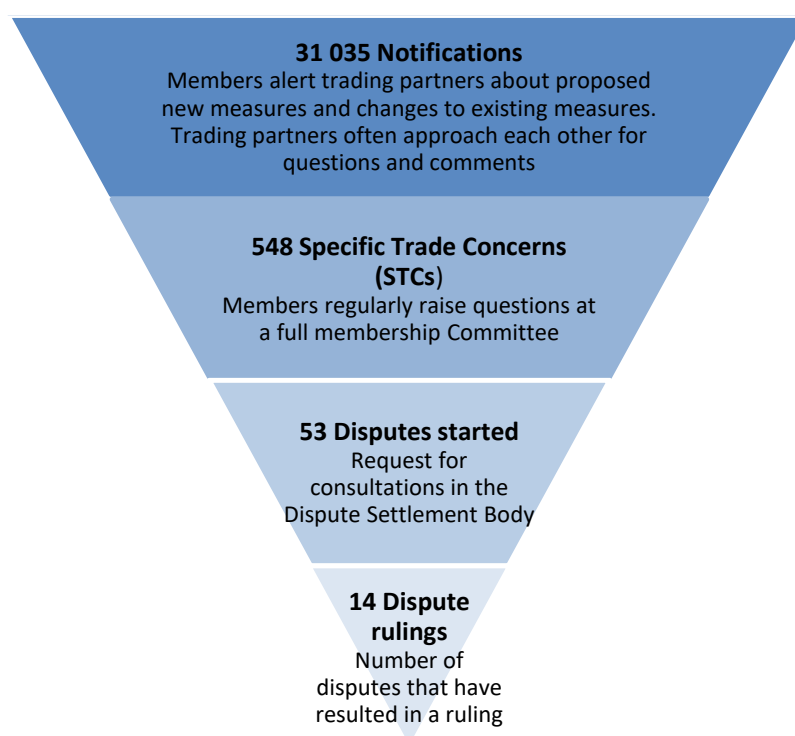 31 035 Notifications
Members alert trading partners about proposed
new measures and changes to existing measures.
Trading partners often approach each other for
questions and comments
548 Specific Trade Concerns
(STCs)
Members regularly raise questions at
a full membership Committee
53 Disputes started
Request for
consultations in the
Dispute Settlement Body
14 Dispute
rulings
Number of
disputes that have
resulted in a ruling